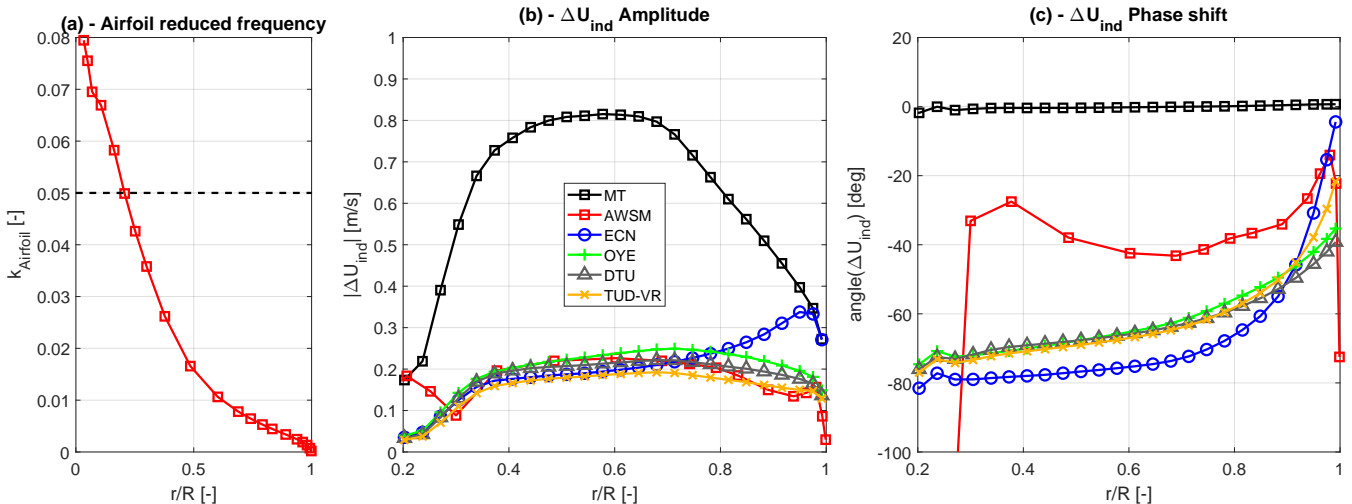 (a) - Airfoil reduced frequency
0.08
0.07
0.06
0.05
0.04
0.03
0.02
0.01
0
k_Airfoil [-]
0
0.5
1
r/R [-]
(b) - ΔU_ind Amplitude
1
0.9
0.8
0.7
0.6
0.5
0.4
0.3
0.2
0.1
0
|ΔU_ind| [m/s]
MT
AWSM
ECN
OYE
DTU
TUD-VR
0.2
0.4
0.6
0.8
1
r/R [-]
(c) - ΔU_ind Phase shift
20
0
-20
-40
-60
-80
-100
angle(ΔU_ind) [deg]
0.2
0.4
0.6
0.8
1
r/R [-]